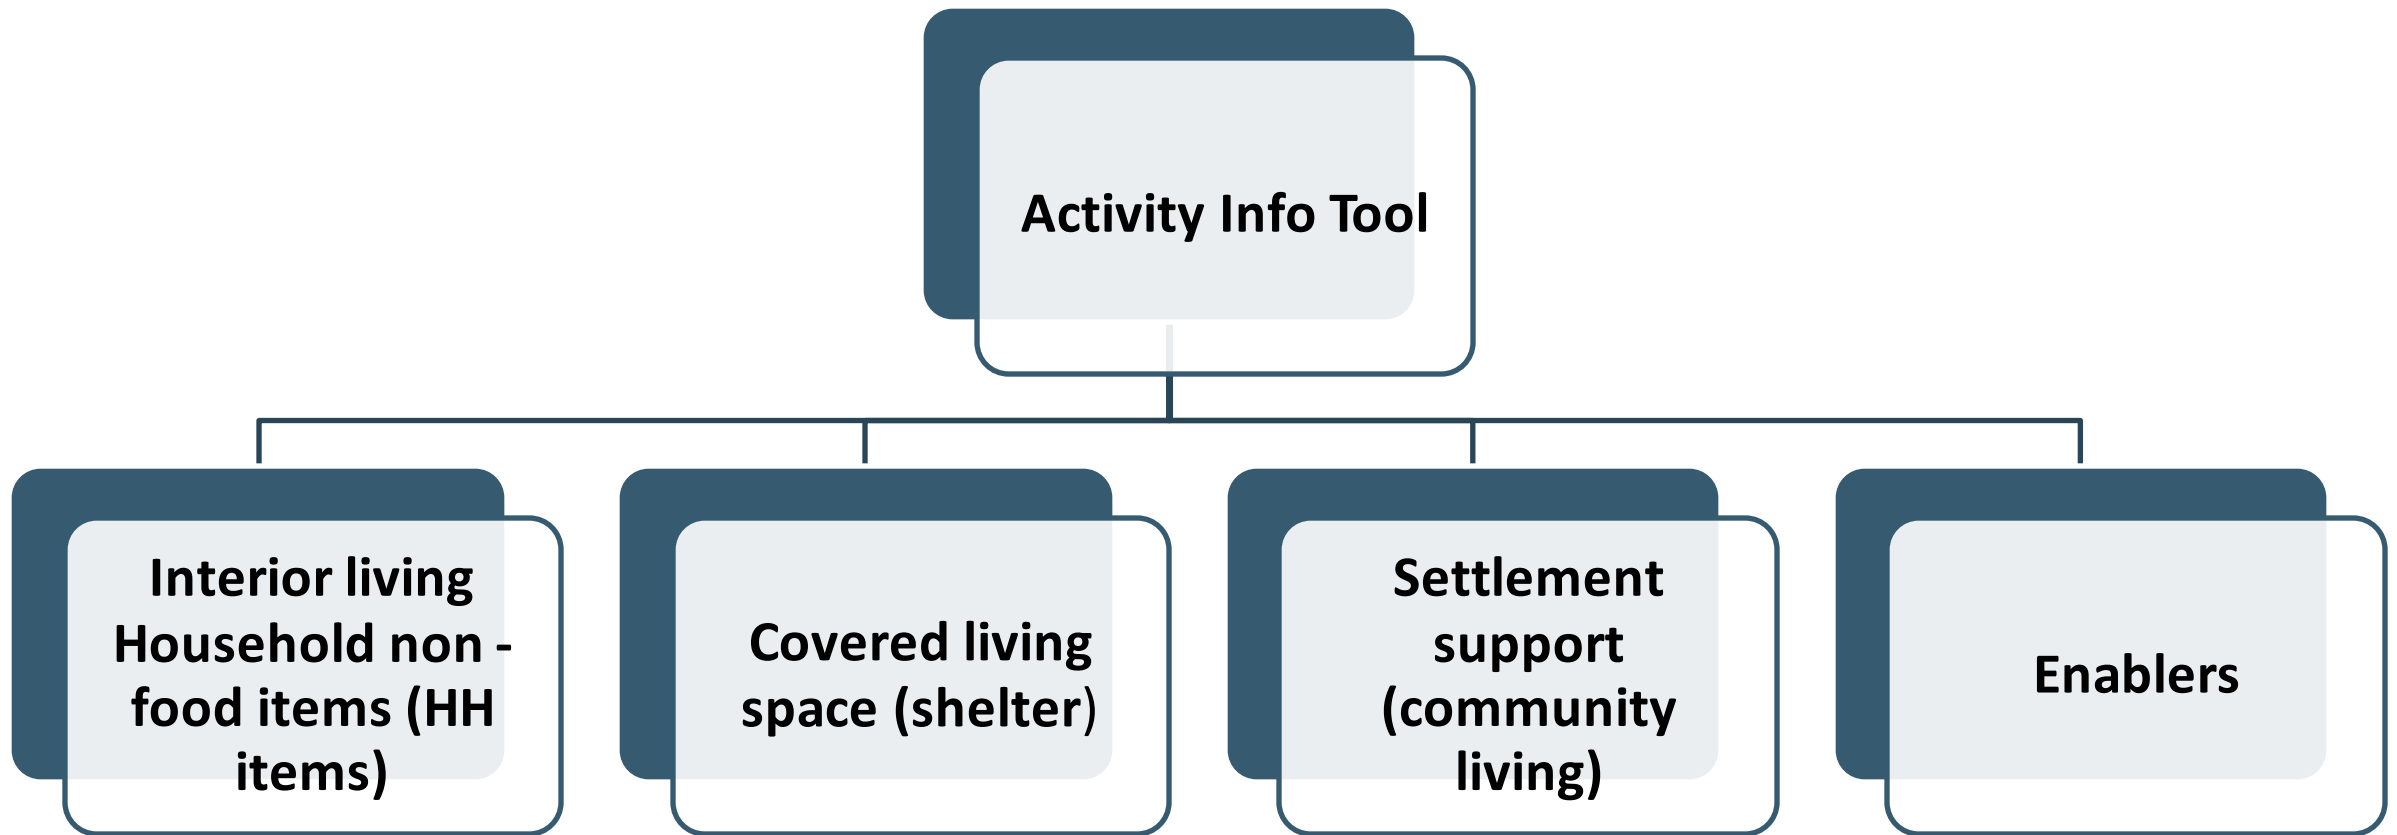 Activity Info Tool
Interior living
Household non -
food items (HH
items)
Covered living
space (shelter)
Settlement
support
(community
living)
Enablers